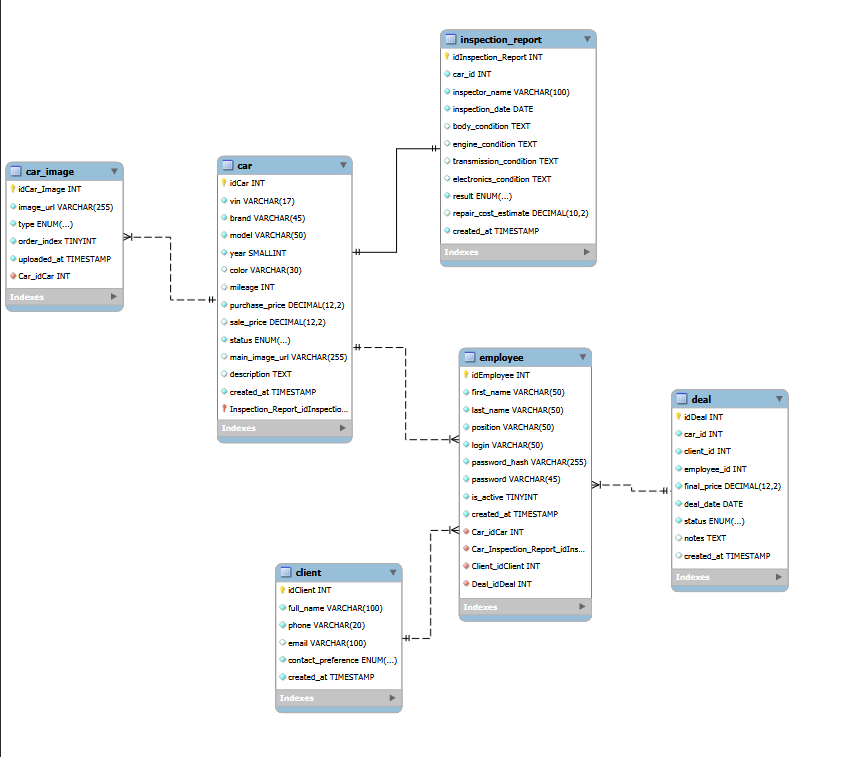 inspection_report
idInspection_Report INT
car_id INT
inspector_name VARCHAR(100)
inspection_date DATE
body_condition TEXT
engine_condition TEXT
transmission_condition TEXT
electronics_condition TEXT
result ENUM(...)
repair_cost_estimate DECIMAL(10,2)
created_at TIMESTAMP
Indexes
car_image
idCar_Image INT
image_url VARCHAR(255)
type ENUM(...)
order_index TINYINT
uploaded_at TIMESTAMP
Car_idCar INT
Indexes
car
idCar INT
vin VARCHAR(17)
brand VARCHAR(45)
model VARCHAR(50)
year SMALLINT
color VARCHAR(30)
mileage INT
purchase_price DECIMAL(12,2)
sale_price DECIMAL(12,2)
status ENUM(...)
main_image_url VARCHAR(255)
description TEXT
created_at TIMESTAMP
Inspection_Report_idInspectio...
Indexes
employee
idEmployee INT
first_name VARCHAR(50)
last_name VARCHAR(50)
position VARCHAR(50)
login VARCHAR(50)
password_hash VARCHAR(255)
password VARCHAR(45)
is_active TINYINT
created_at TIMESTAMP
Car_idCar INT
Car_Inspection_Report_idIns...
Client_idClient INT
Deal_idDeal INT
Indexes
deal
idDeal INT
car_id INT
client_id INT
employee_id INT
final_price DECIMAL(12,2)
deal_date DATE
status ENUM(...)
notes TEXT
created_at TIMESTAMP
Indexes
client
idClient INT
full_name VARCHAR(100)
phone VARCHAR(20)
email VARCHAR(100)
contact_preference ENUM(...)
created_at TIMESTAMP
Indexes